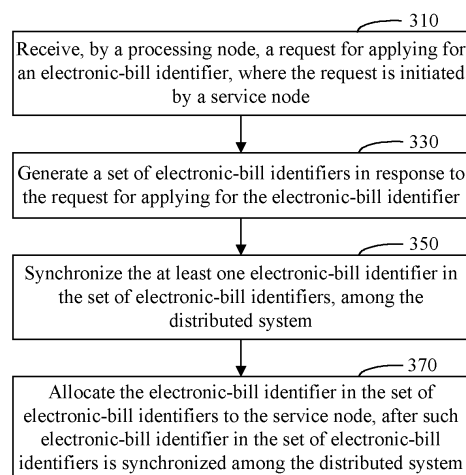 310
Receive, by a processing node, a request for applying for
an electronic-bill identifier, where the request is initiated
by a service node
330
Generate a set of electronic-bill identifiers in response to
the request for applying for the electronic-bill identifier
350
Synchronize the at least one electronic-bill identifier in
the set of electronic-bill identifiers, among the
distributed system
370
Allocate the electronic-bill identifier in the set of
electronic-bill identifiers to the service node, after such
electronic-bill identifier in the set of electronic-bill
identifiers is synchronized among the distributed system